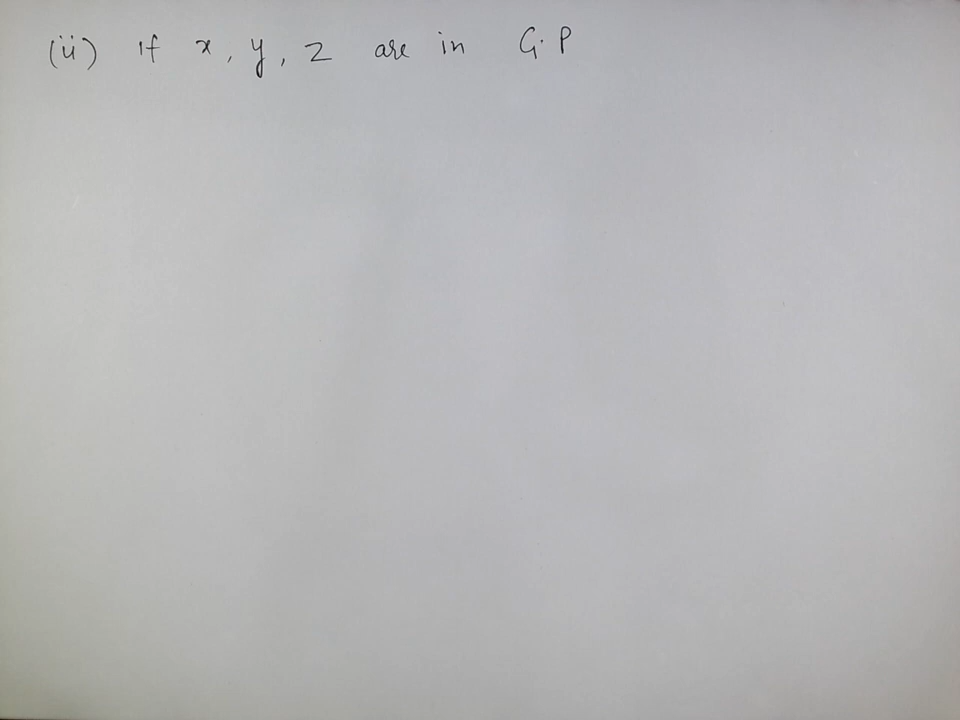 (ii) If x, y, z are in G.P